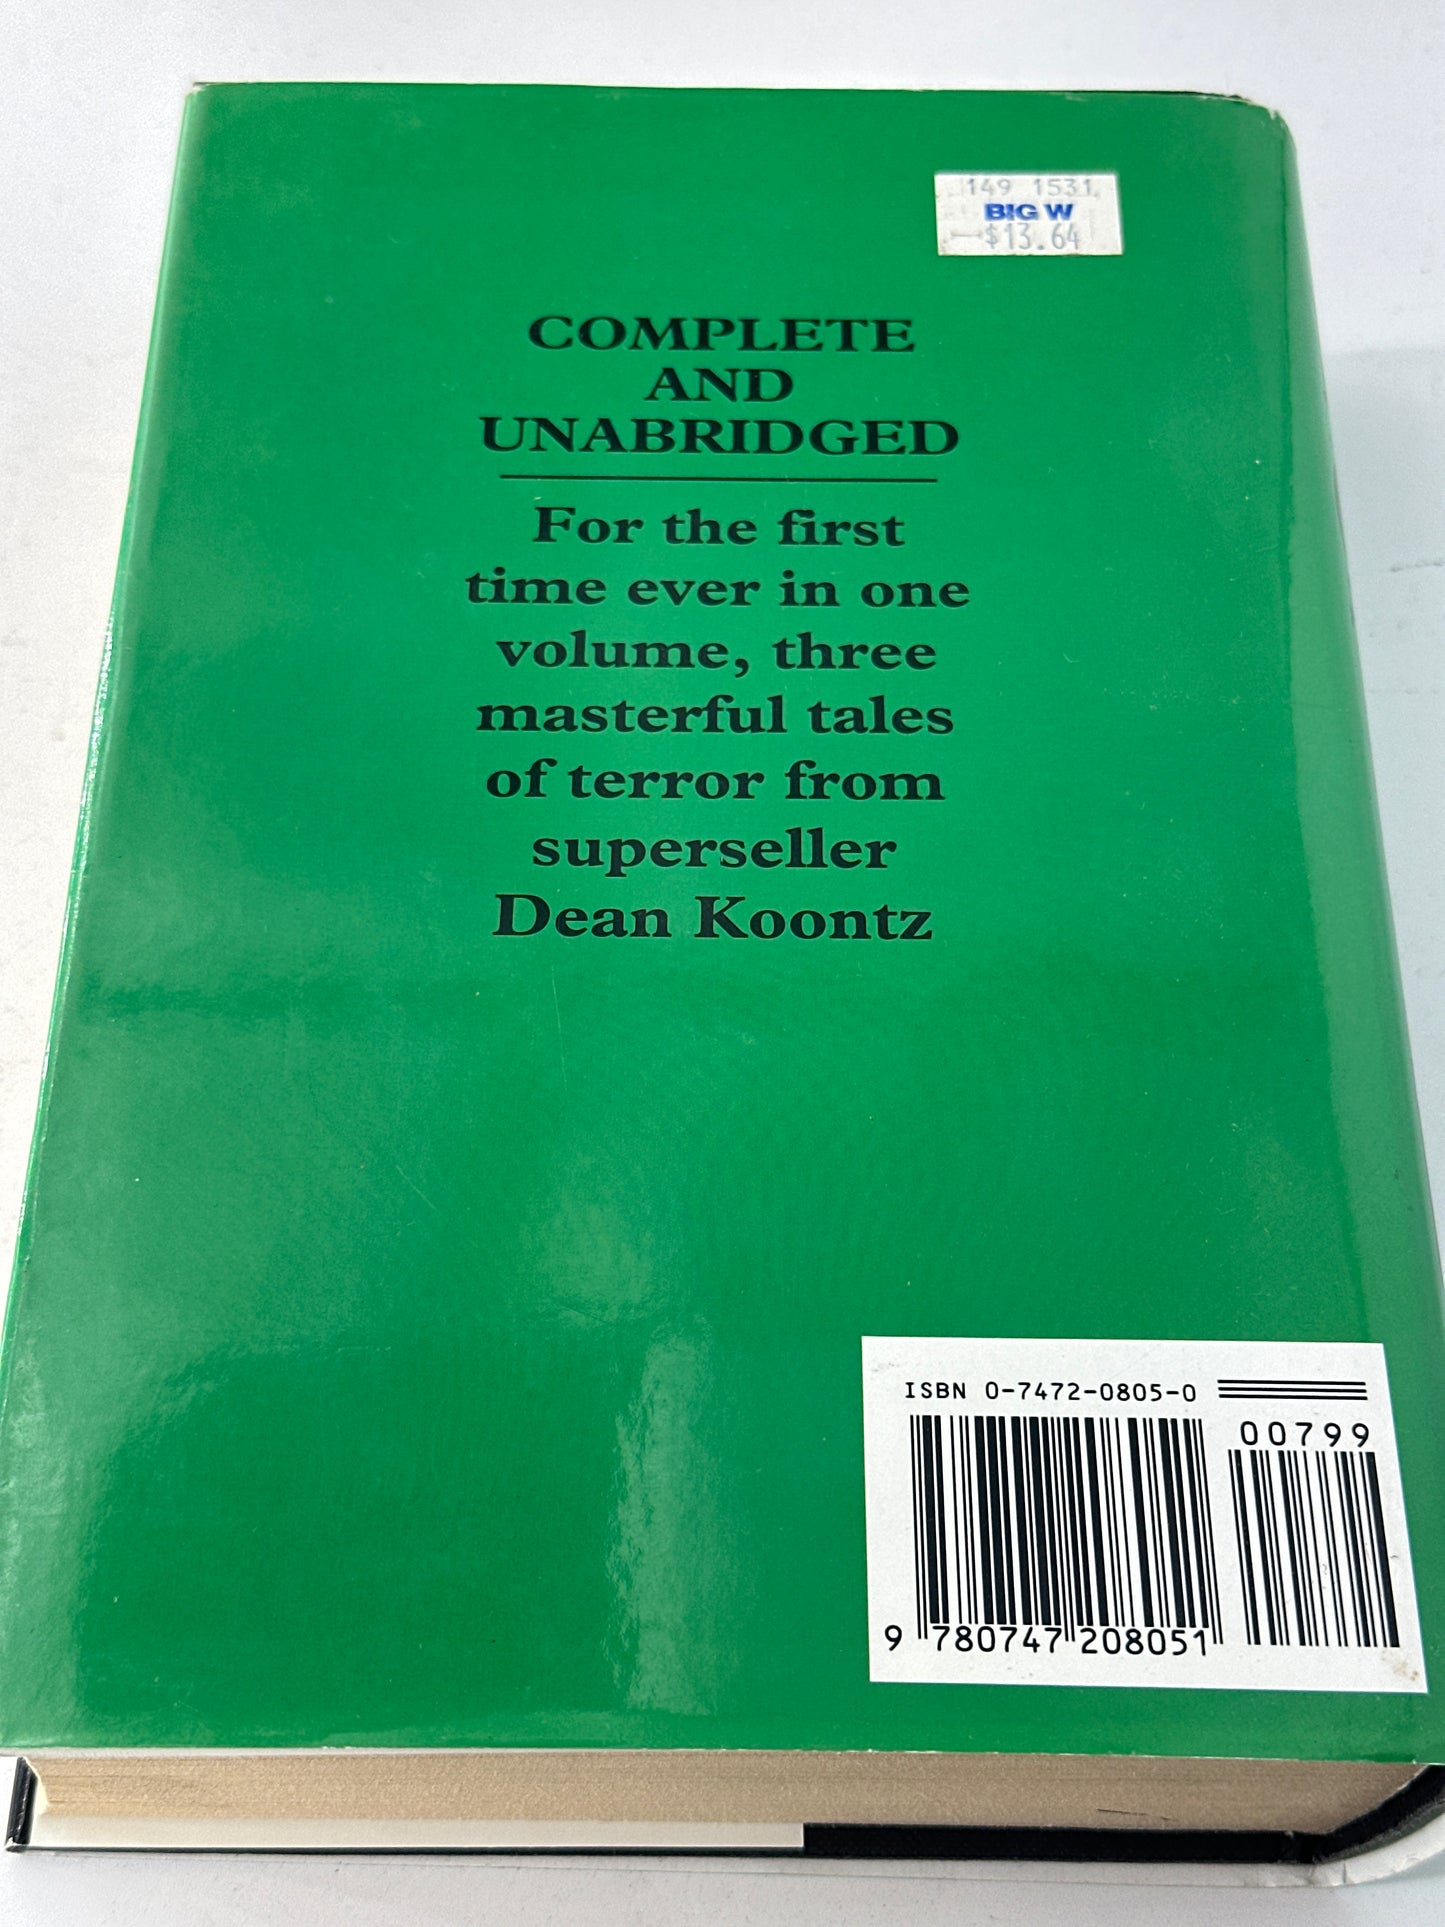 149 1531
BIG W
$13.64
COMPLETE
AND
UNABRIDGED
For the first
time ever in one
volume, three
masterful tales
of terror from
superseller
Dean Koontz
ISBN 0-7472-0805-0
00799
9 780747 208051